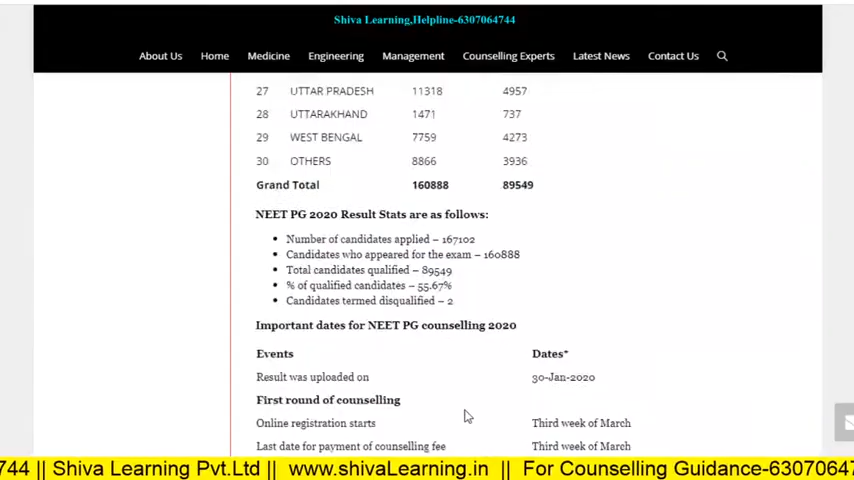 Shiva Learning,Helpline-6307064744
About Us Home Medicine Engineering Management Counselling Experts Latest News Contact Us
27 UTTAR PRADESH 11318 4957
28 UTTARAKHAND 1471 737
29 WEST BENGAL 7759 4273
30 OTHERS 8866 3936
Grand Total 160888 89549
NEET PG 2020 Result Stats are as follows:
• Number of candidates applied – 167102
• Candidates who appeared for the exam – 160888
• Total candidates qualified – 89549
• % of qualified candidates – 55.67%
• Candidates termed disqualified – 2
Important dates for NEET PG counselling 2020
Events Dates*
Result was uploaded on 30-Jan-2020
First round of counselling
Online registration starts Third week of March
Last date for payment of counselling fee Third week of March
744 || Shiva Learning Pvt.Ltd || www.shivaLearning.in || For Counselling Guidance-63070647